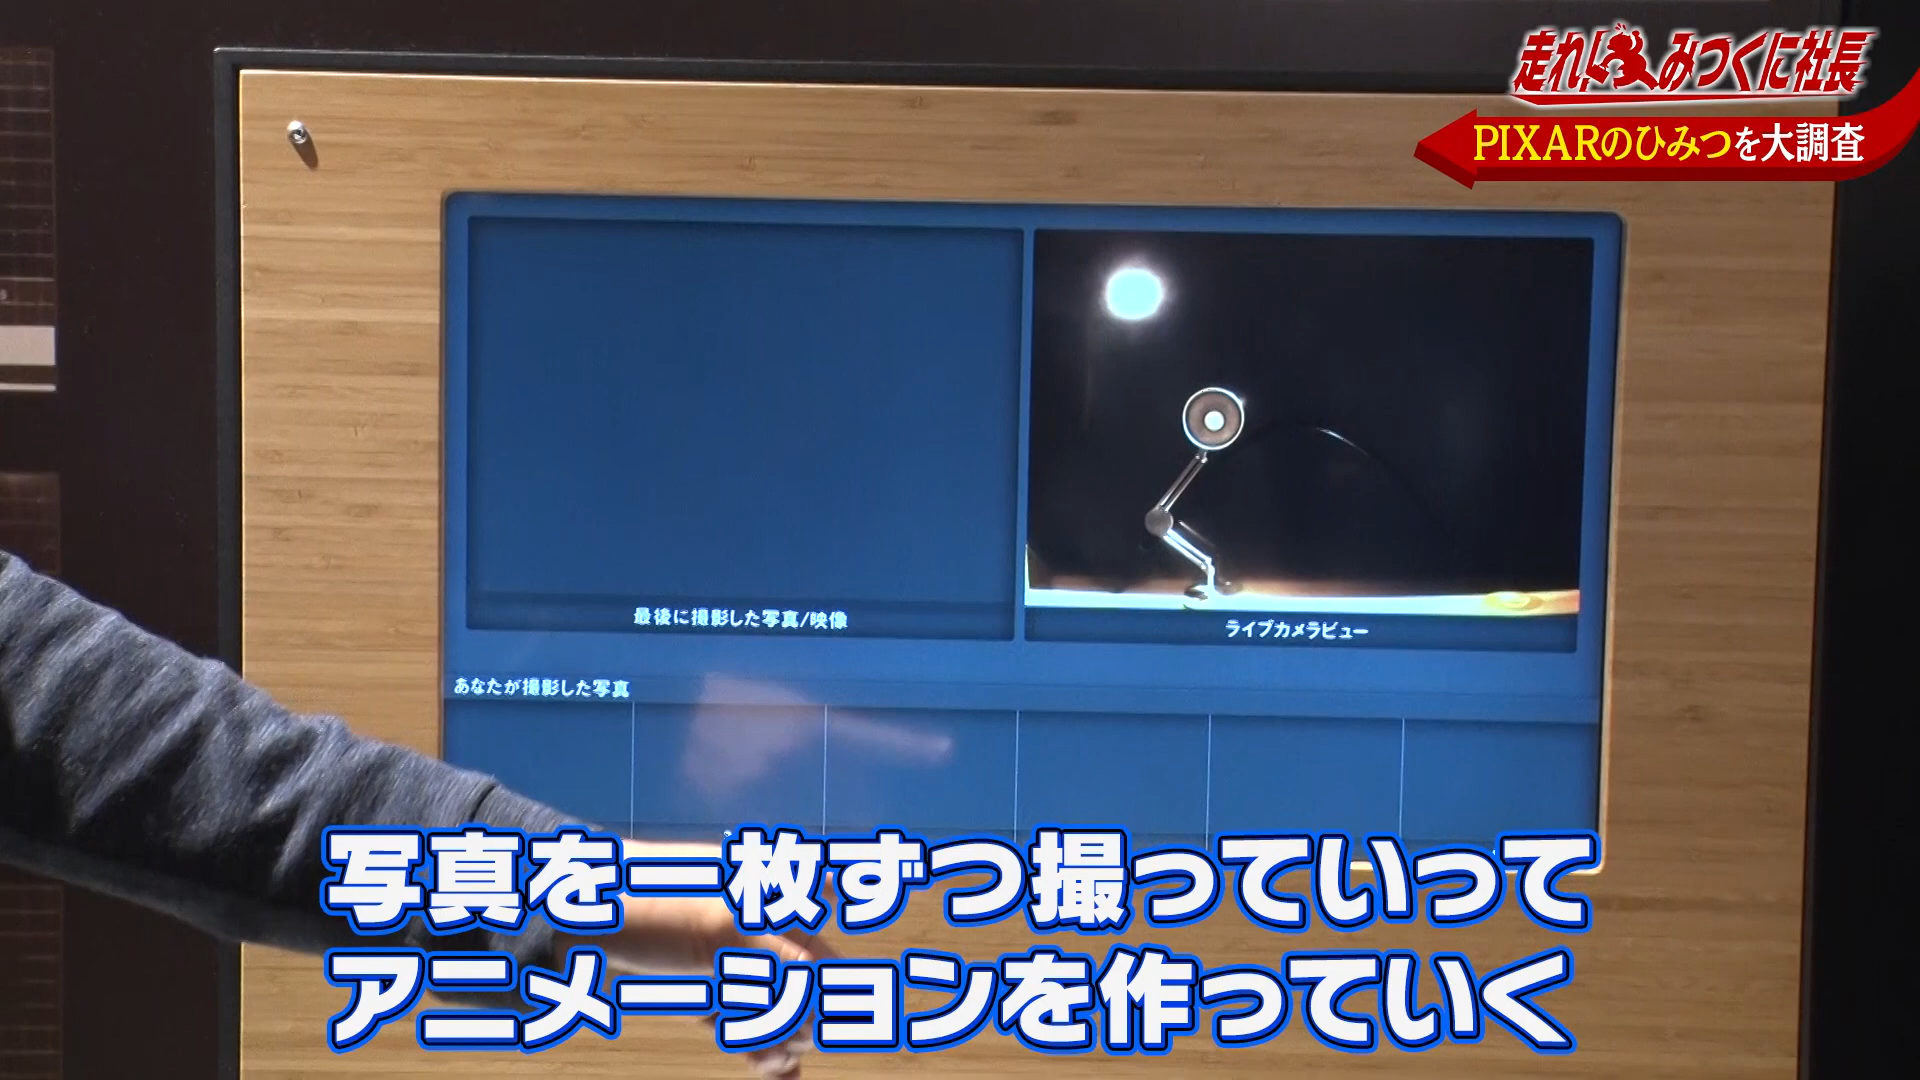 走れ!みつくに社長
PIXARのひみつを大調査
最後に撮影した写真/映像
ライブカメラビュー
あなたが撮影した写真
写真を一枚ずつ撮っていって
アニメーションを作っていく